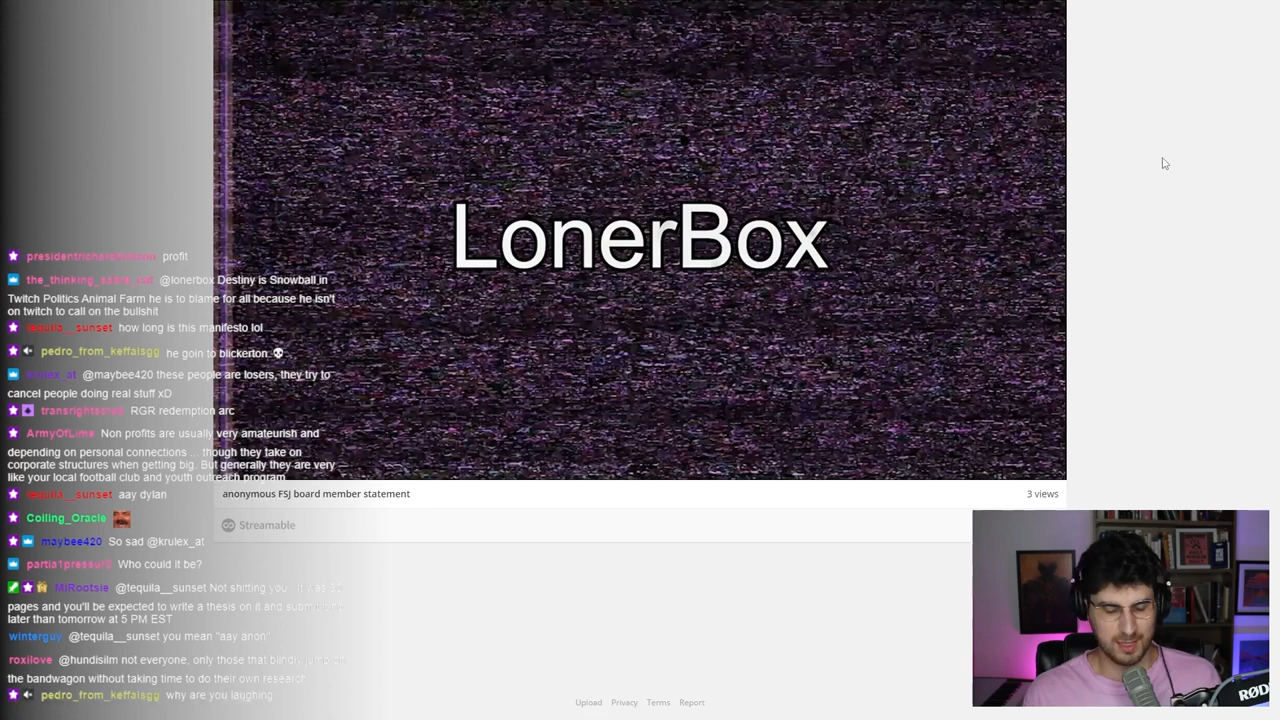 LonerBox
profit
@lonerbox Destiny is Snowball in
Twitch Politics Animal Farm he is to blame for all because he isn't
on twitch to call on the bullshit
tequila__sunset how long is this manifesto lol
pedro_from_keffalsgg he goin to blickerton
krulex_at @maybee420 these people are losers, they try to
cancel people doing real stuff xD
RGR redemption arc
ArmyOfLime Non profits are usually very amateurish and
depending on personal connections ... though they take on
corporate structures when getting big. But generally they are very
like your local football club and youth outreach program
tequila__sunset aay dylan
Coiling_Oracle
maybee420 So sad @krulex_at
Who could it be?
MiRootsie @tequila__sunset Not shitting you
pages and you'll be expected to write a thesis on it and
later than tomorrow at 5 PM EST
winterguy @tequila__sunset you mean "aay anon"
roxilove @hundisilm not everyone, only those that blindly jump on
the bandwagon without taking time to do their own research
pedro_from_keffalsgg why are you laughing
anonymous FSJ board member statement
3 views
Streamable
Upload Privacy Terms Report